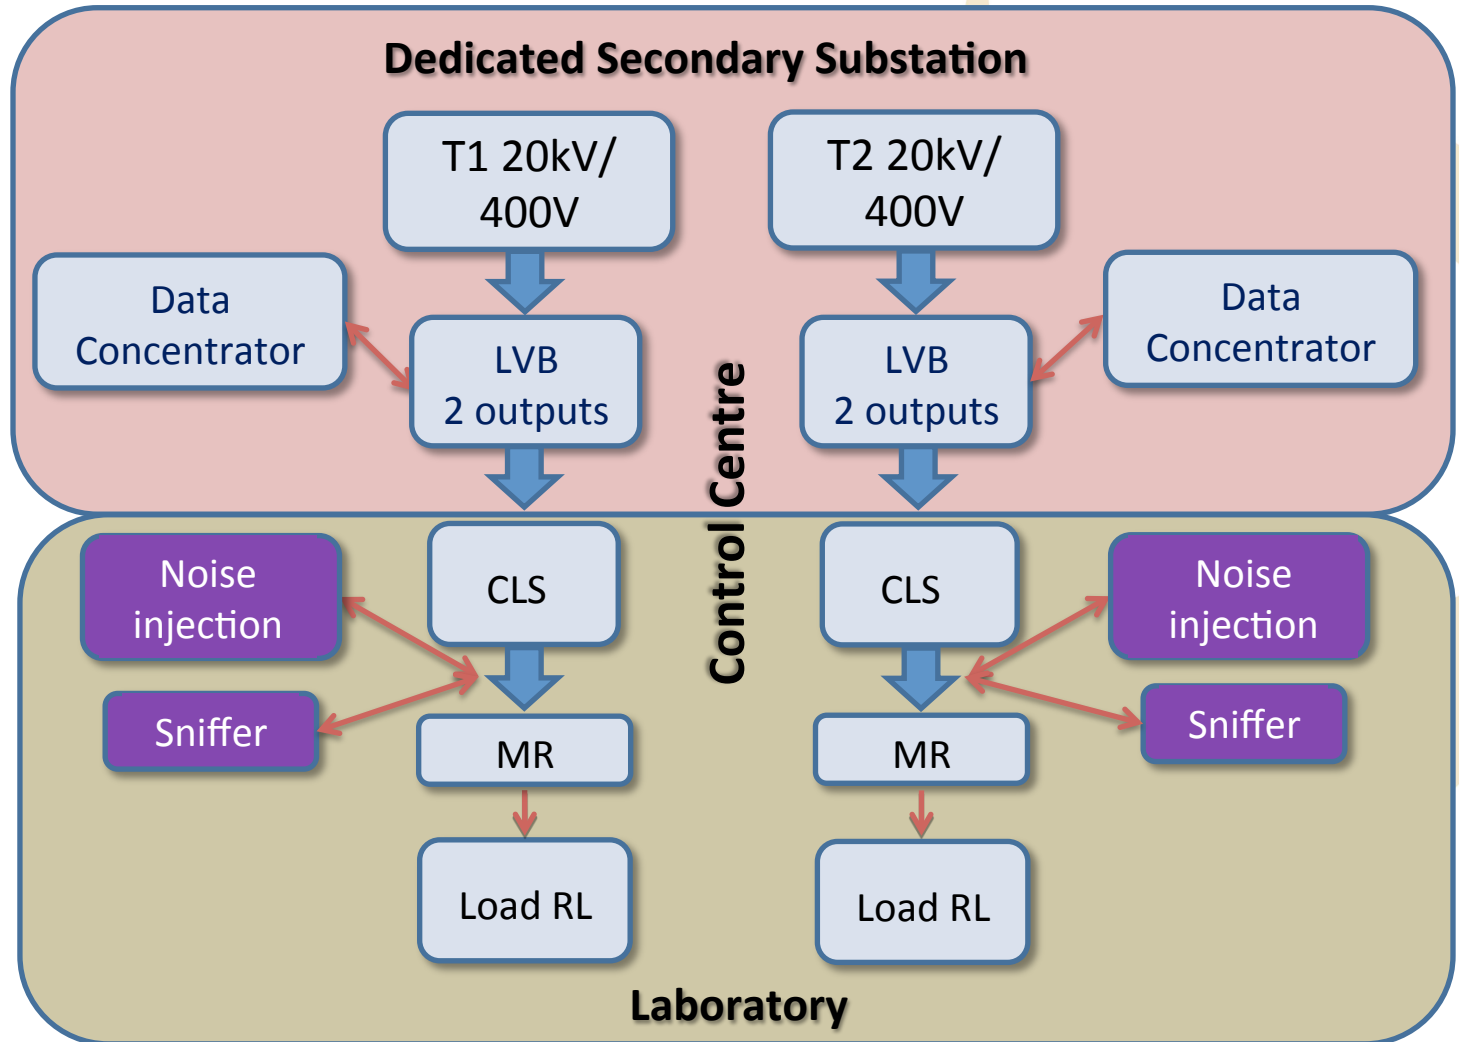 Dedicated Secondary Substation
T1 20kV/
400V
T2 20kV/
400V
Data
Concentrator
LVB
2 outputs
LVB
2 outputs
Data
Concentrator
Control Centre
Noise
injection
CLS
CLS
Noise
injection
Sniffer
MR
MR
Sniffer
Load RL
Load RL
Laboratory